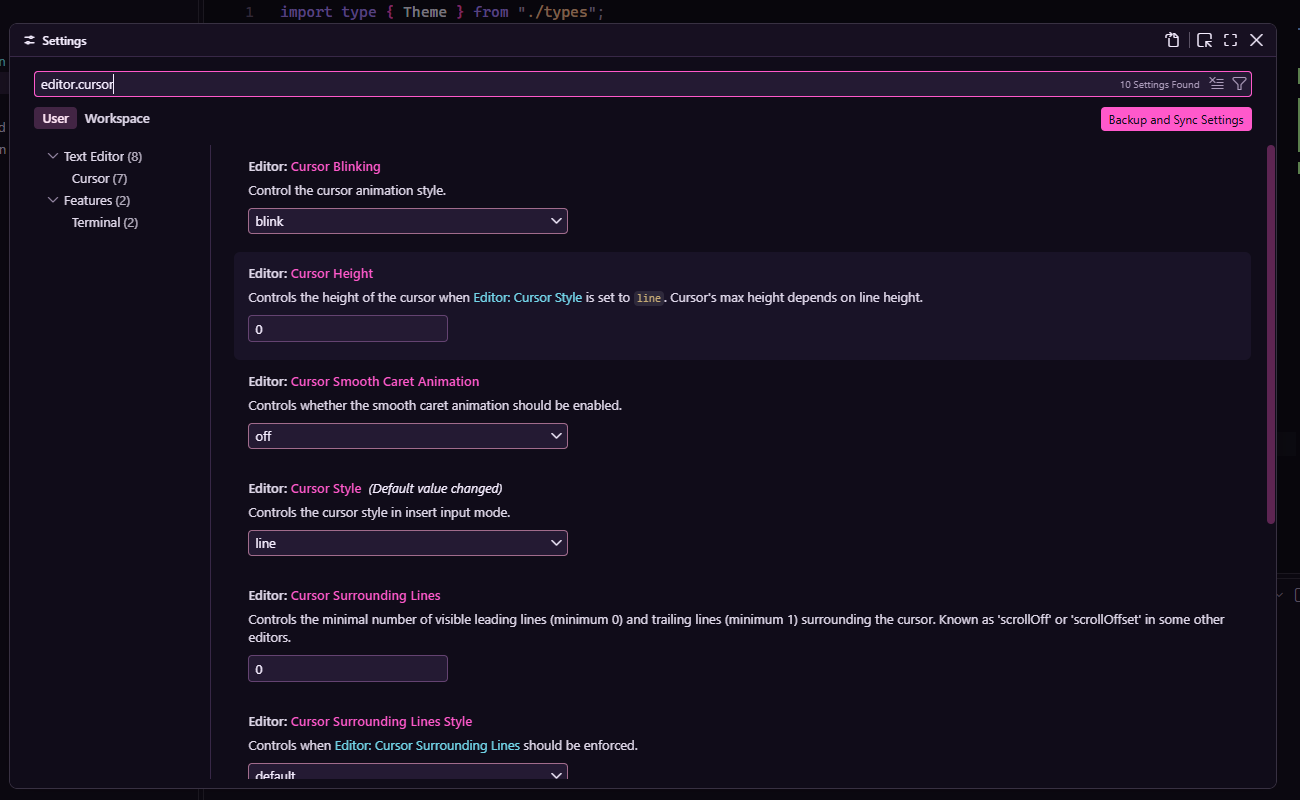 1 import type { Theme } from "./types";
Settings
editor.cursor
10 Settings Found
User Workspace
Backup and Sync Settings
Text Editor (8)
Cursor (7)
Features (2)
Terminal (2)
Editor: Cursor Blinking
Control the cursor animation style.
blink
Editor: Cursor Height
Controls the height of the cursor when Editor: Cursor Style is set to line. Cursor's max height depends on line height.
0
Editor: Cursor Smooth Caret Animation
Controls whether the smooth caret animation should be enabled.
off
Editor: Cursor Style (Default value changed)
Controls the cursor style in insert input mode.
line
Editor: Cursor Surrounding Lines
Controls the minimal number of visible leading lines (minimum 0) and trailing lines (minimum 1) surrounding the cursor. Known as 'scrollOff' or 'scrollOffset' in some other
editors.
0
Editor: Cursor Surrounding Lines Style
Controls when Editor: Cursor Surrounding Lines should be enforced.
default